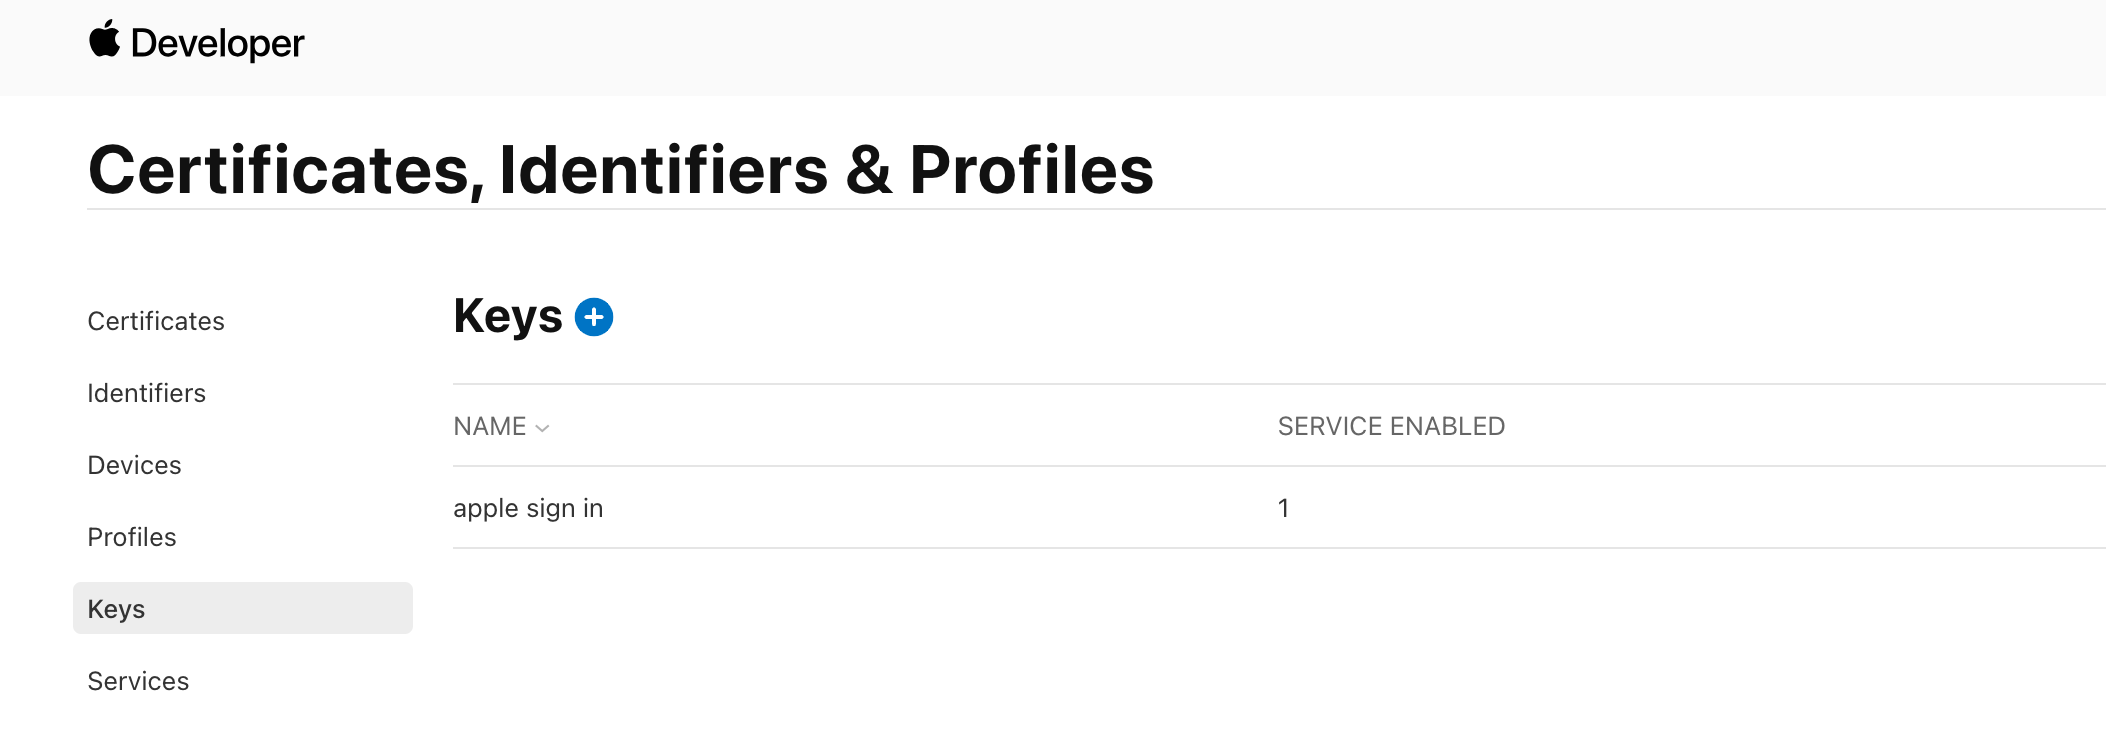 Developer
Certificates, Identifiers & Profiles
Certificates
Identifiers
Devices
Profiles
Keys
Services
Keys
NAME
SERVICE ENABLED
apple sign in
1